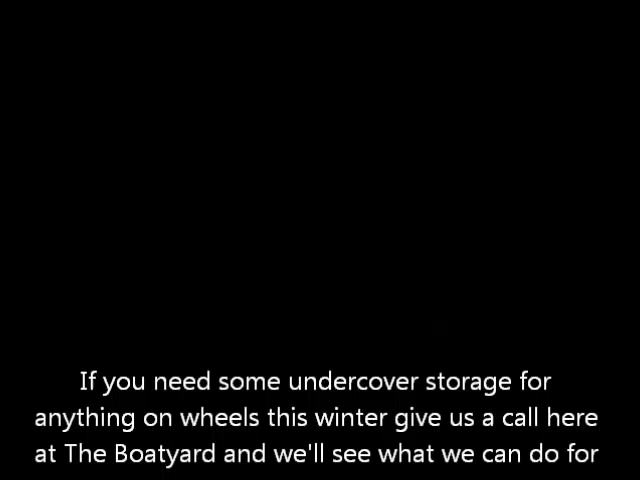 If you need some undercover storage for
anything on wheels this winter give us a call here
at The Boatyard and we'll see what we can do for